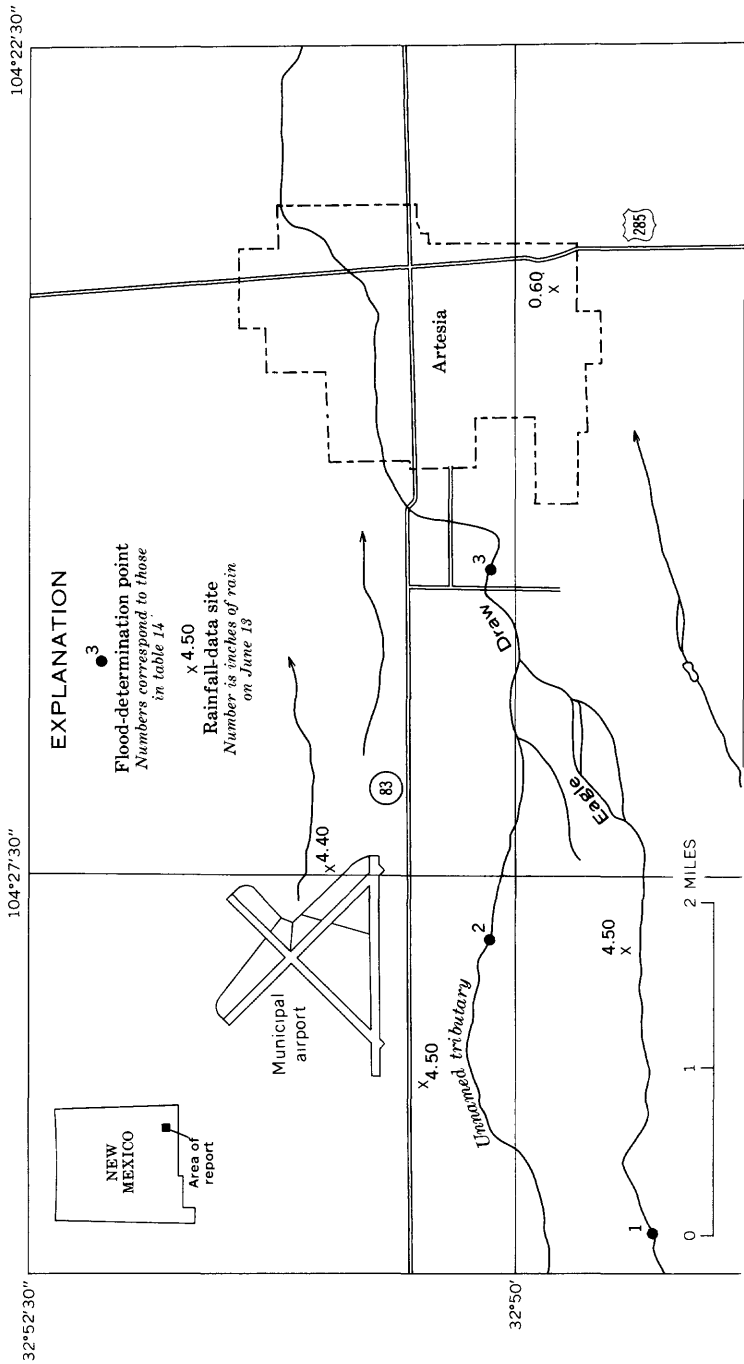 104°27'30"
104°22'30"
32°52'30"
NEW
MEXICO
Area of
report
EXPLANATION
3
Flood-determination point
Numbers correspond to those
in table 14
x 4.50
Rainfall-data site
Number is inches of rain
on June 13
Municipal
airport
x 4.40
83
x 4.50
Unnamed tributary
2
3
Draw
Eagle
Artesia
0.60
x
285
32°50'
4.50
x
1
0
1
2 MILES